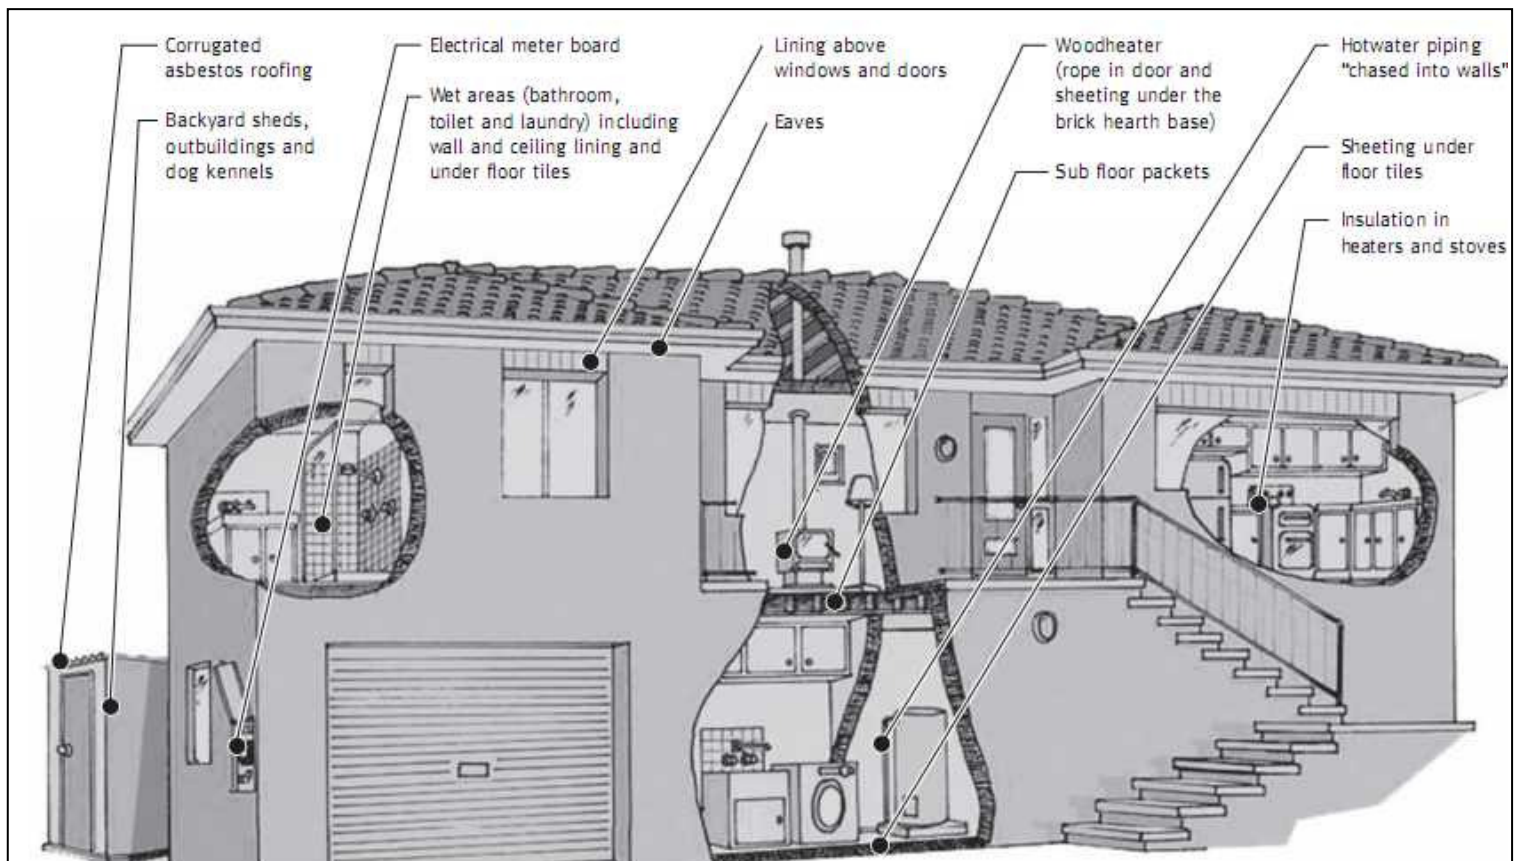 Corrugated
asbestos roofing
Backyard sheds,
outbuildings and
dog kennels
Electrical meter board
Wet areas (bathroom,
toilet and laundry) including
wall and ceiling lining and
under floor tiles
Lining above
windows and doors
Eaves
Woodheater
(rope in door and
sheeting under the
brick hearth base)
Sub floor packets
Hotwater piping
"chased into walls"
Sheeting under
floor tiles
Insulation in
heaters and stoves